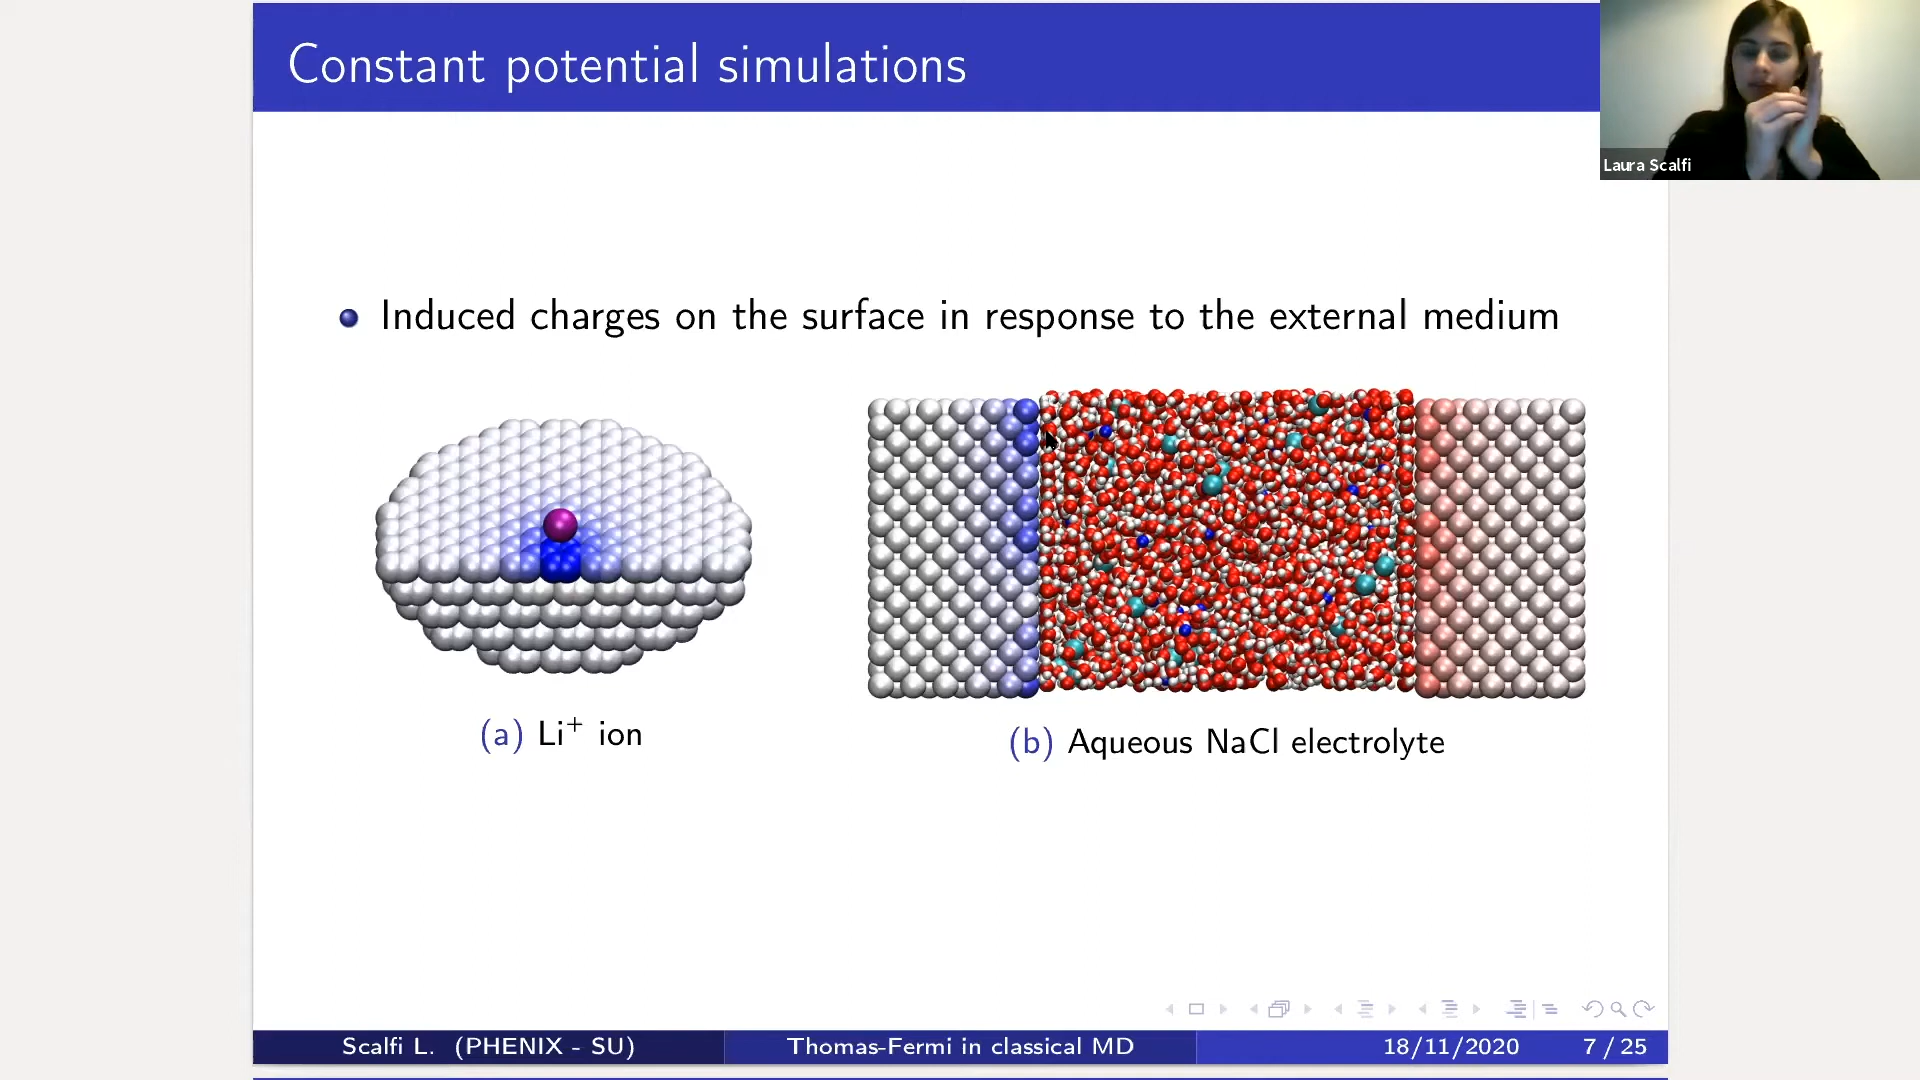 Constant potential simulations
Laura Scalfi
Induced charges on the surface in response to the external medium
(a) Li⁺ ion
(b) Aqueous NaCl electrolyte
Scalfi L. (PHENIX - SU)
Thomas-Fermi in classical MD
18/11/2020
7 / 25